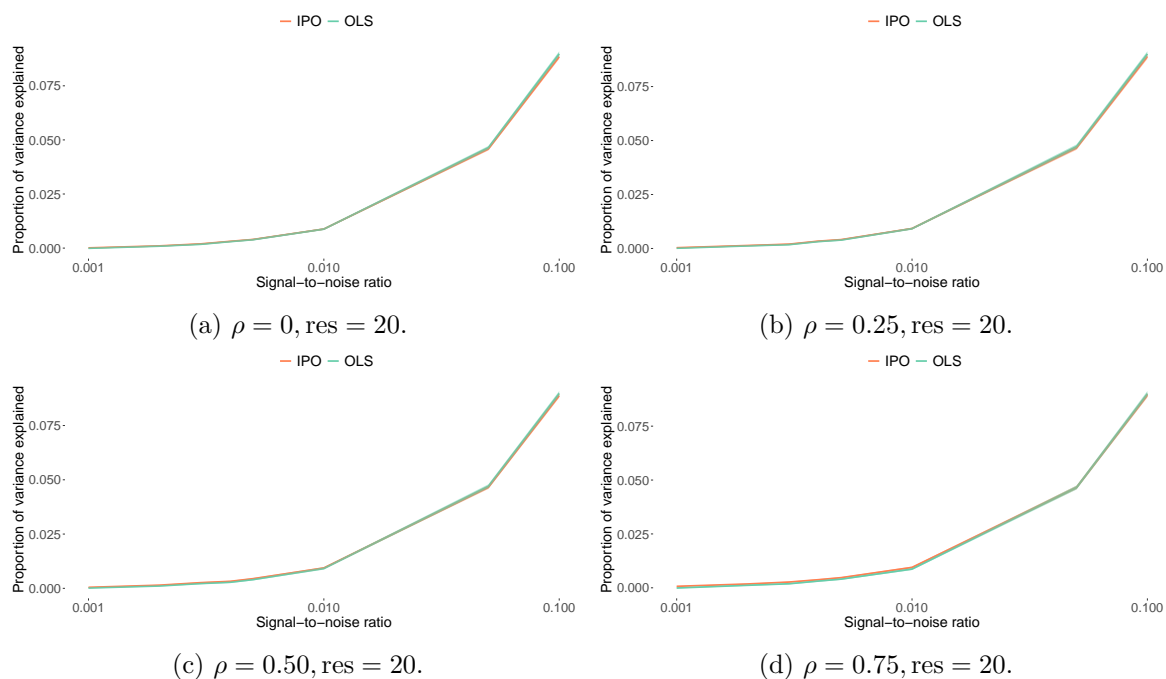 IPO OLS
Proportion of variance explained
0.075
0.050
0.025
0.000
0.001 0.010 0.100
Signal−to−noise ratio
(a) ρ = 0, res = 20.
IPO OLS
Proportion of variance explained
0.075
0.050
0.025
0.000
0.001 0.010 0.100
Signal−to−noise ratio
(b) ρ = 0.25, res = 20.
IPO OLS
Proportion of variance explained
0.075
0.050
0.025
0.000
0.001 0.010 0.100
Signal−to−noise ratio
(c) ρ = 0.50, res = 20.
IPO OLS
Proportion of variance explained
0.075
0.050
0.025
0.000
0.001 0.010 0.100
Signal−to−noise ratio
(d) ρ = 0.75, res = 20.